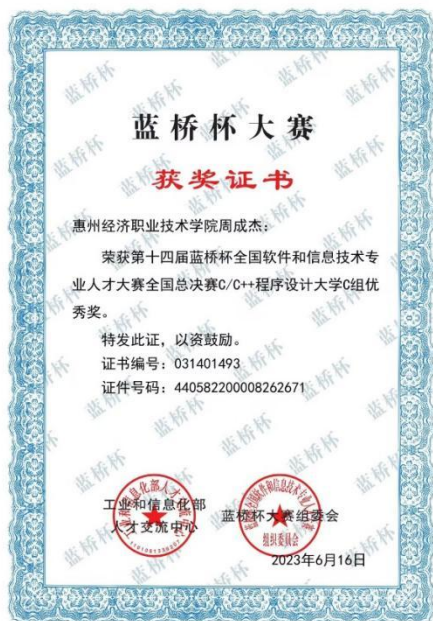 蓝桥杯大赛
获奖证书
惠州经济职业技术学院周成杰：
荣获第十四届蓝桥杯全国软件和信息技术专
业人才大赛全国总决赛C/C++程序设计大学C组优
秀奖。
特发此证，以资鼓励。
证书编号：031401493
证件号码：440582200008262671
工业和信息化部
人才交流中心
蓝桥杯大赛组委会
组织委员会
2023年6月16日